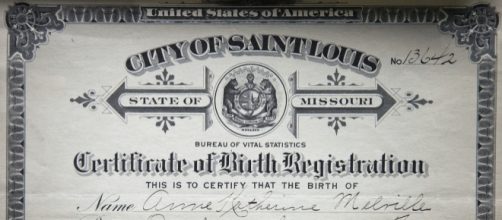 United States of America
CITY OF SAINT LOUIS
No. 13642
STATE OF MISSOURI
BUREAU OF VITAL STATISTICS
Certificate of Birth Registration
THIS IS TO CERTIFY THAT THE BIRTH OF
Name Anne Katherine Melville